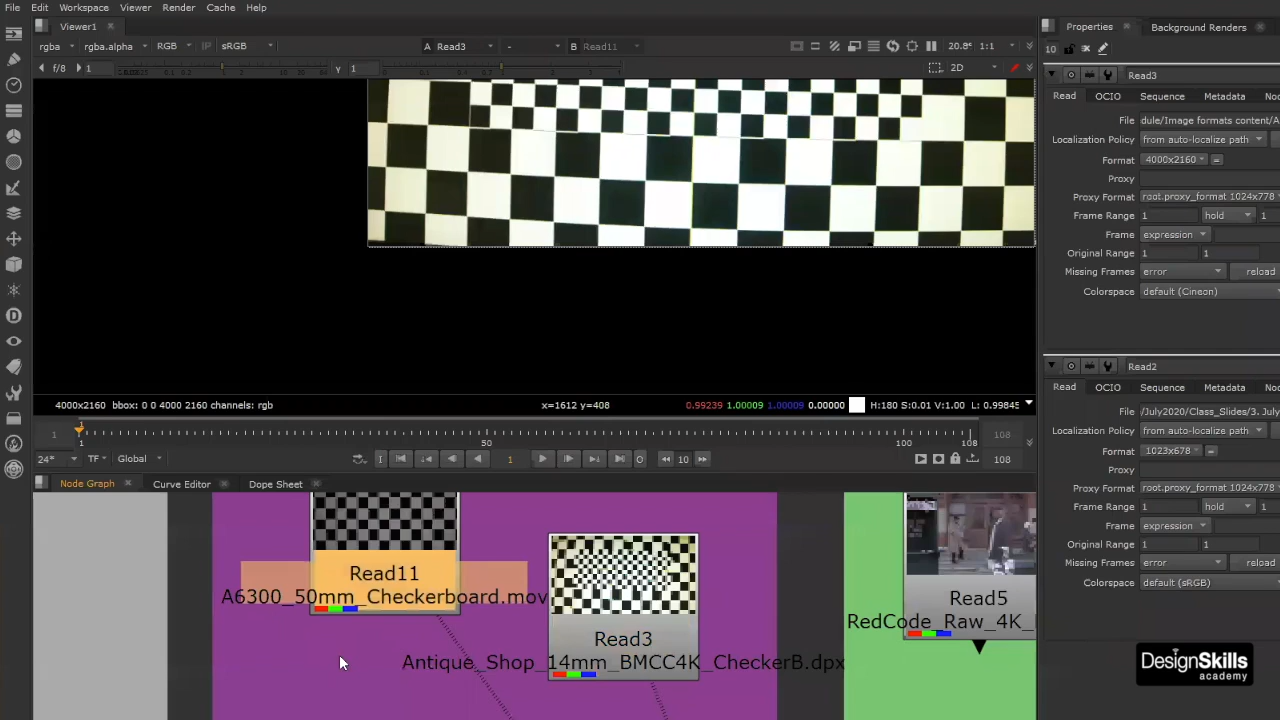 File Edit Workspace Viewer Render Cache Help
Viewer1
Properties Background Renders
rgba rgba.alpha RGB IP sRGB A Read3 - B Read11 20.8* 1:1
10
f/8 1 γ 1 2D
Read3
Read OCIO Sequence Metadata Nod
File dule/Image formats content/A
Localization Policy from auto-localize path
Format 4000x2160 =
Proxy
Proxy Format root.proxy_format 1024x778
Frame Range 1 hold 1
Frame expression
Original Range 1 1
Missing Frames error reload
Colorspace default (Cineon)
Read2
Read OCIO Sequence Metadata Nod
File /July2020/Class_Slides/3. July
Localization Policy from auto-localize path
Format 1023x678 =
Proxy
Proxy Format root.proxy_format 1024x778
Frame Range 1 hold 1
Frame expression
Original Range 1 1
Missing Frames error reload
Colorspace default (sRGB)
4000x2160 bbox: 0 0 4000 2160 channels: rgb x=1612 y=408 0.99239 1.00009 1.00009 0.00000 H:180 S:0.01 V:1.00 L: 0.99845
1 1 50 100 108 108
24* TF Global I 1 O 10 108
Node Graph Curve Editor Dope Sheet
Read11
A6300_50mm_Checkerboard.mov
Read3
Antique_Shop_14mm_BMCC4K_CheckerB.dpx
Read5
RedCode_Raw_4K_
DesignSkills
academy